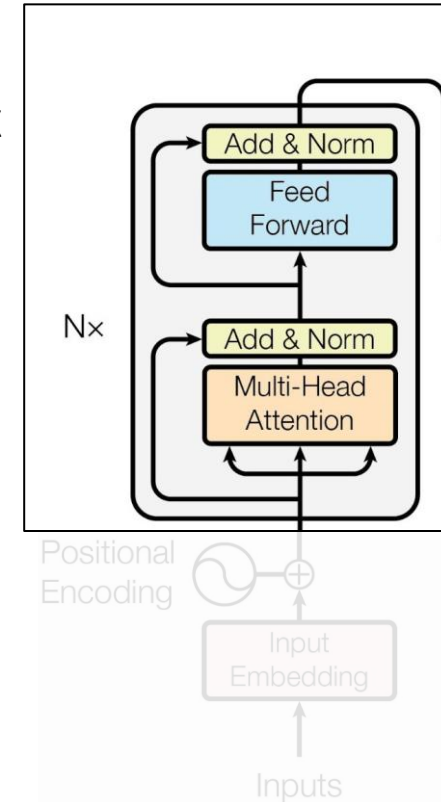 Add & Norm
Feed
Forward
N×
Add & Norm
Multi-Head
Attention
Positional
Encoding
Input
Embedding
Inputs